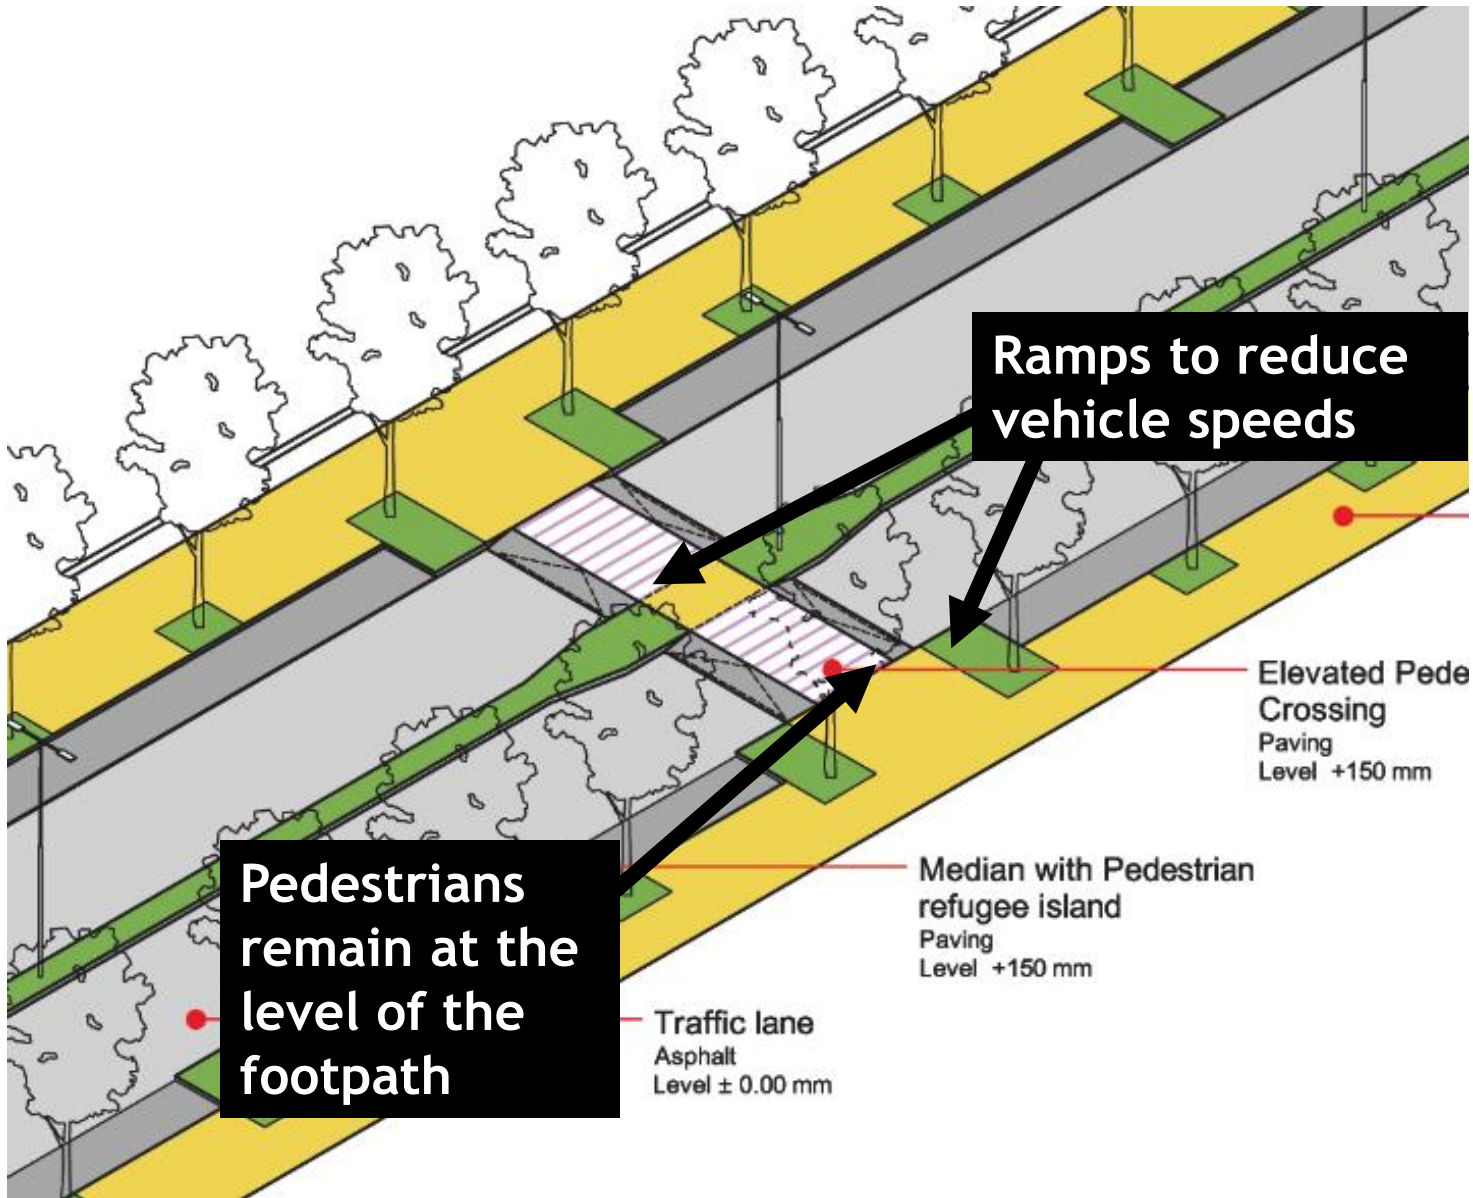 Ramps to reduce
vehicle speeds
Elevated Pede
Crossing
Paving
Level +150 mm
Median with Pedestrian
refugee island
Paving
Level +150 mm
Pedestrians
remain at the
level of the
footpath
Traffic lane
Asphalt
Level ± 0.00 mm